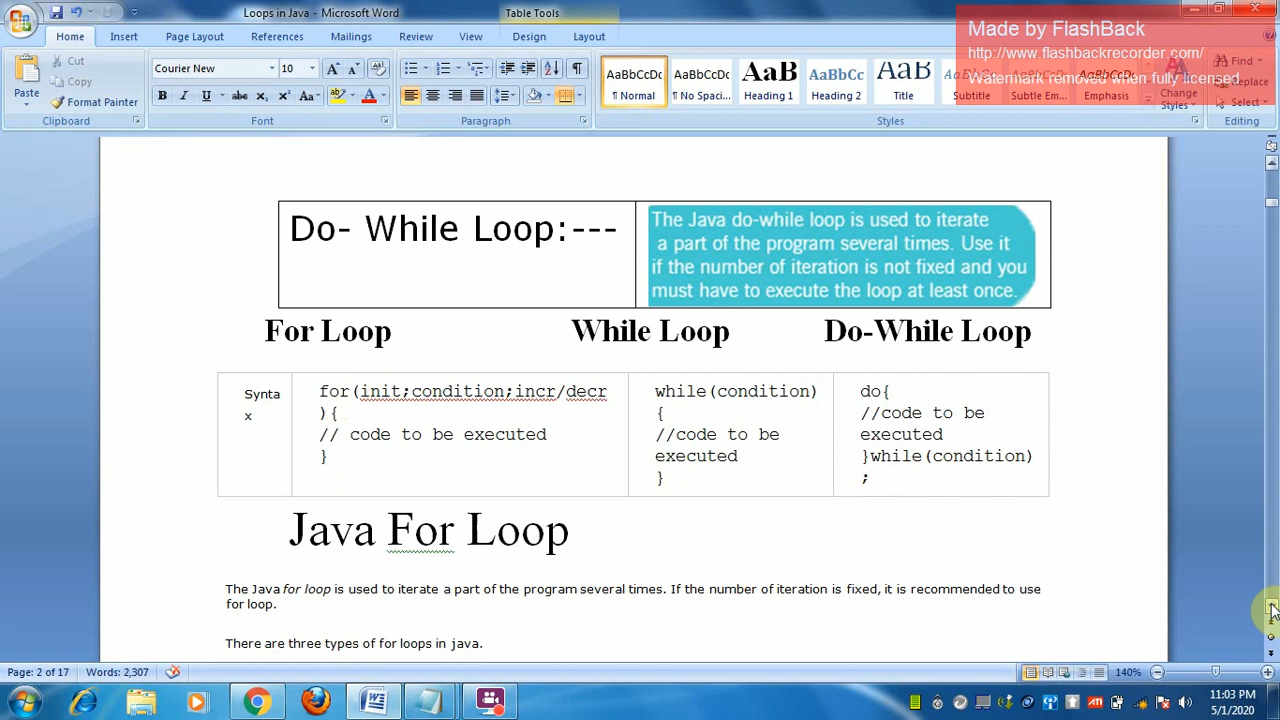 Loops in Java - Microsoft Word
Table Tools
Made by FlashBack
http://www.flashbackrecorder.com/
Watermark removed when fully licensed
Home Insert Page Layout References Mailings Review View Design Layout
Paste
Cut
Copy
Format Painter
Clipboard
Courier New 10
B I U abc X₂ X² Aa
Font
Paragraph
AaBbCcDc AaBbCcDc AaB AaBbCc AaB
¶ Normal ¶ No Spaci... Heading 1 Heading 2 Title Subtitle Subtle Em... Emphasis
Change
Styles
Styles
Find
Replace
Select
Editing
Do- While Loop:---
The Java do-while loop is used to iterate
a part of the program several times. Use it
if the number of iteration is not fixed and you
must have to execute the loop at least once.
For Loop While Loop Do-While Loop
Synta
x
for(init;condition;incr/decr
){
// code to be executed
}
while(condition)
{
//code to be
executed
}
do{
//code to be
executed
}while(condition)
;
Java For Loop
The Java for loop is used to iterate a part of the program several times. If the number of iteration is fixed, it is recommended to use
for loop.
There are three types of for loops in java.
Page: 2 of 17 Words: 2,307 140%
11:03 PM
5/1/2020